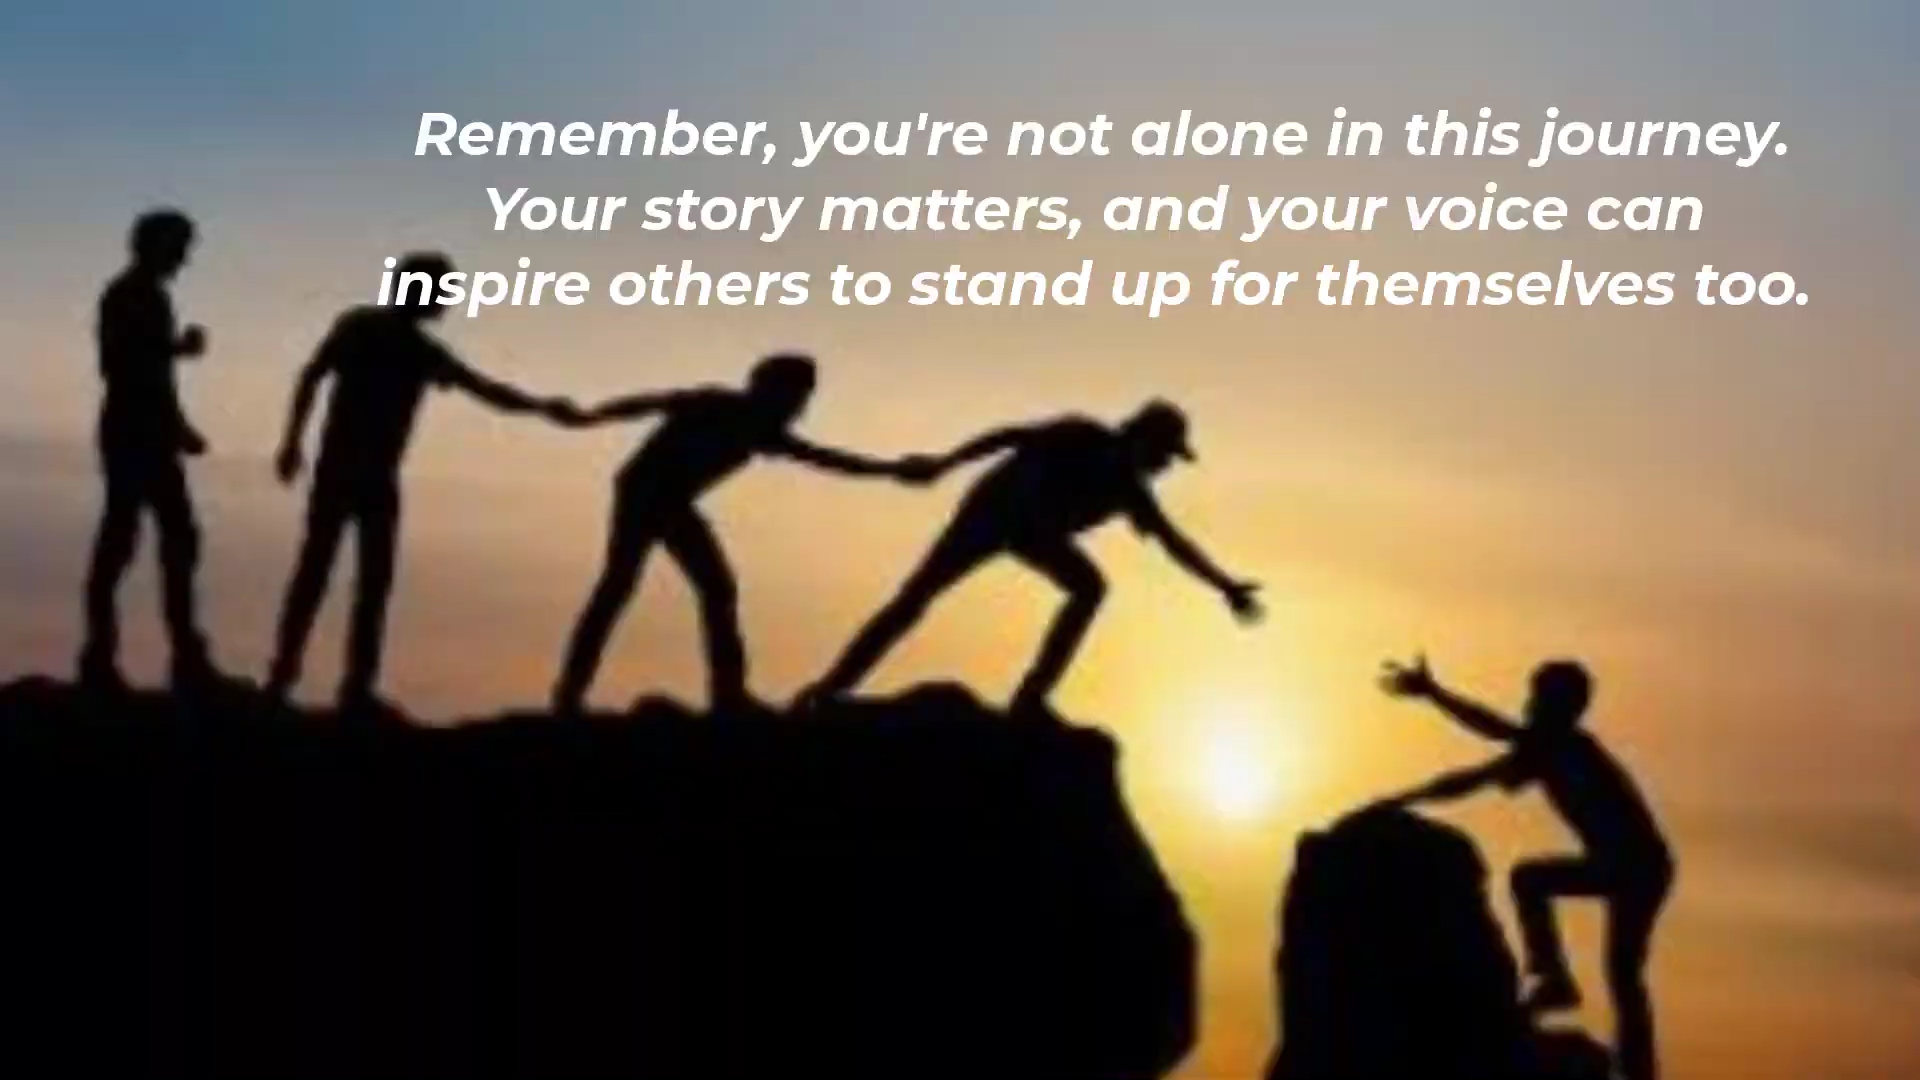 Remember, you're not alone in this journey.
Your story matters, and your voice can
inspire others to stand up for themselves too.